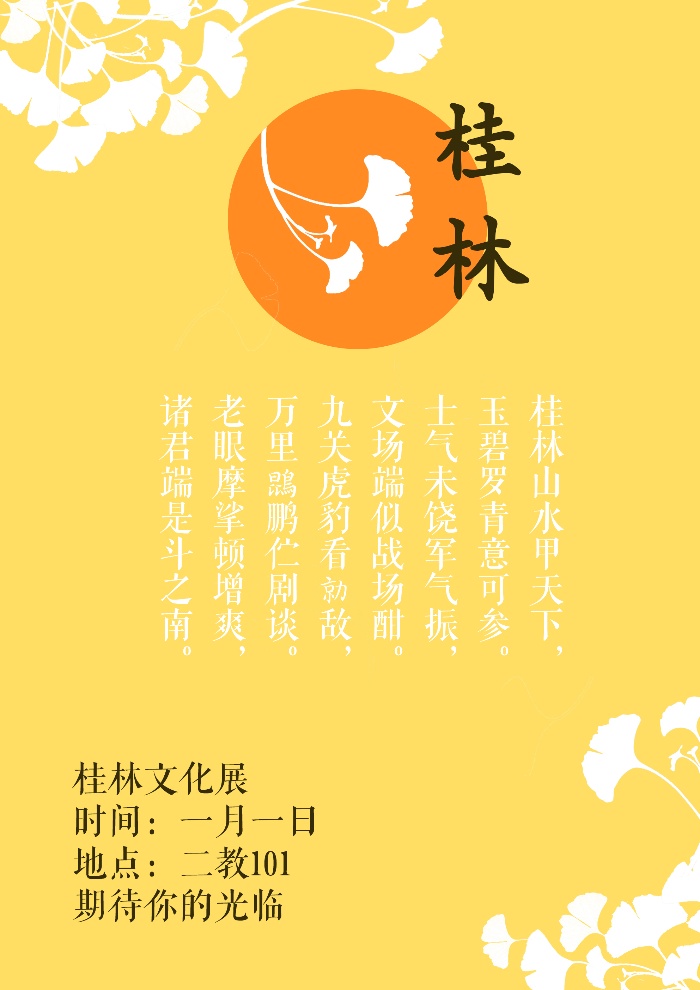 桂林
桂林山水甲天下，
玉碧罗青意可参。
士气未饶军气振，
文场端似战场酣。
九关虎豹看勍敌，
万里鹍鹏伫剧谈。
老眼摩挲顿增爽，
诸君端是斗之南。
桂林文化展
时间：一月一日
地点：二教101
期待你的光临